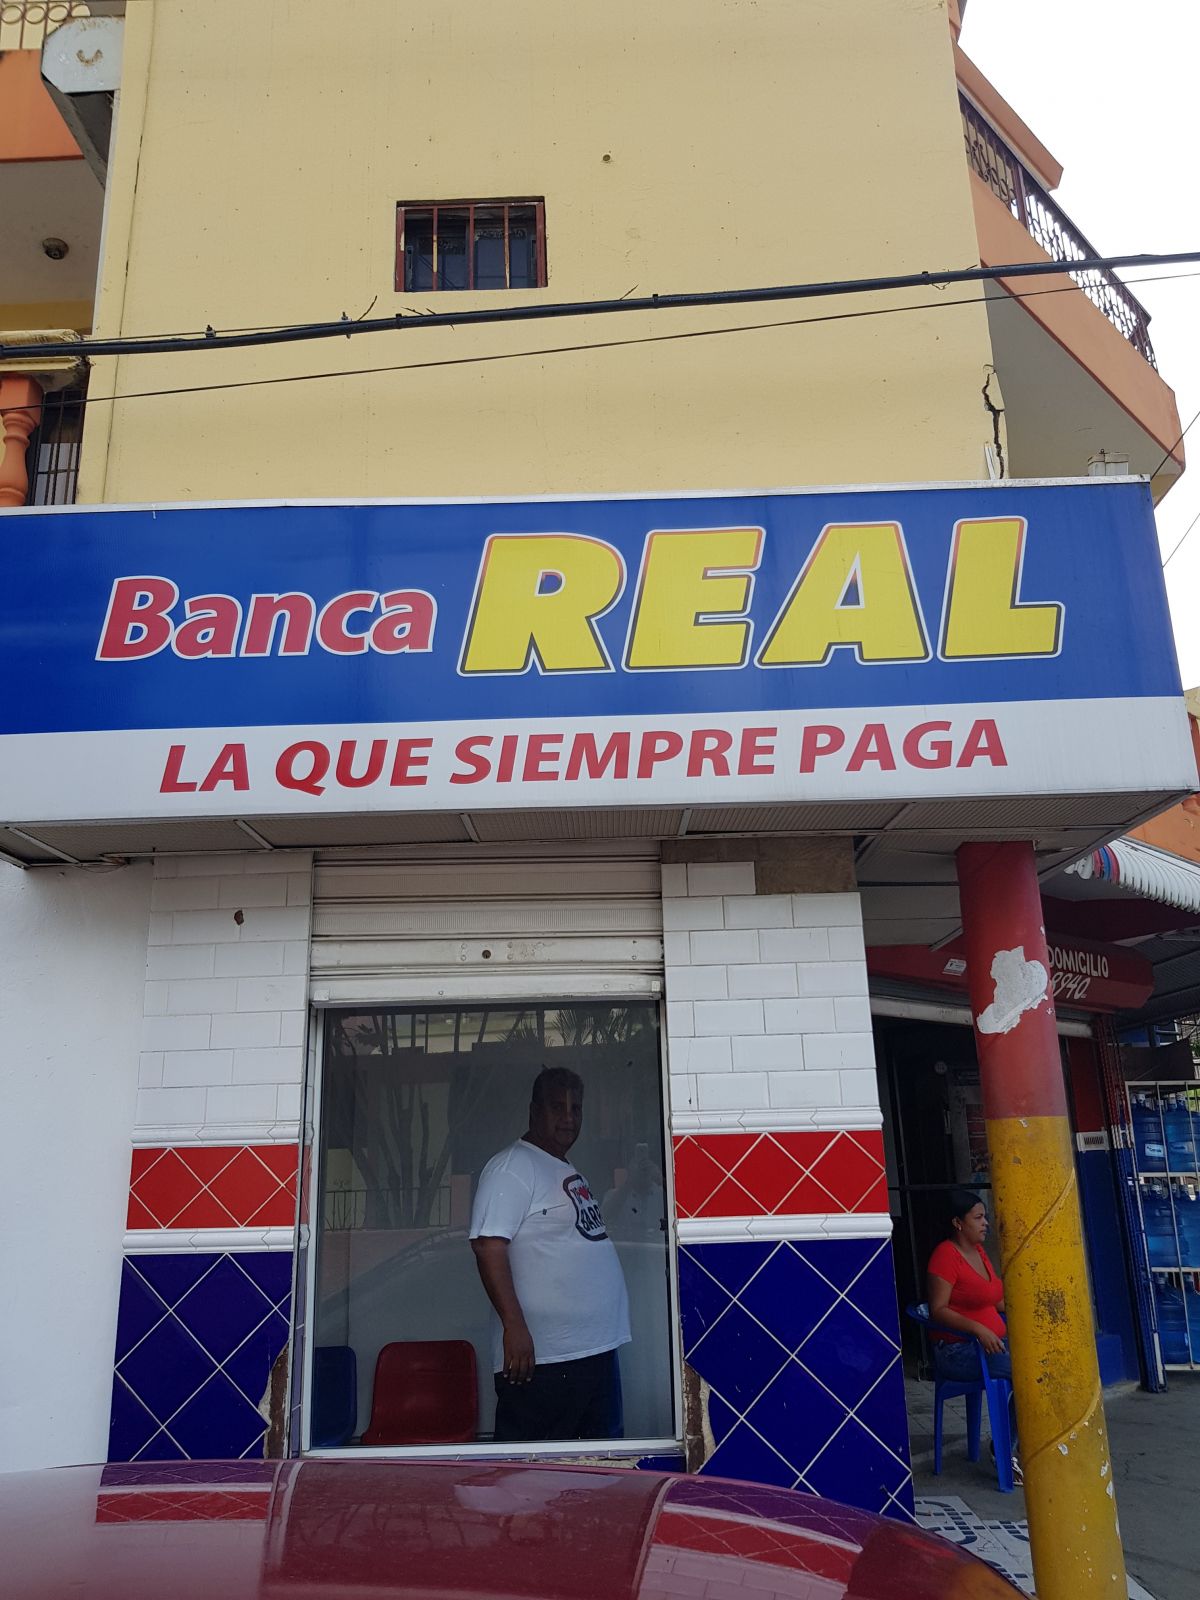 Banca REAL
LA QUE SIEMPRE PAGA
DOMICILIO